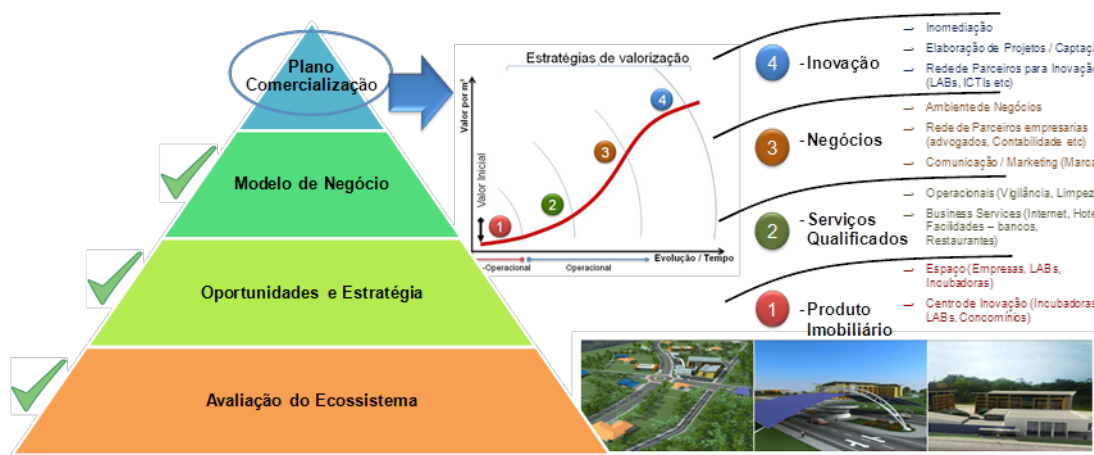 Plano
Comercialização
Modelo de Negócio
Oportunidades e Estratégia
Avaliação do Ecossistema
Estratégias de valorização
Valor por m²
Valor Inicial
1
2
3
4
Evolução / Tempo
-Operacional
Operacional
4
-Inovação
Inomediação
Elaboração de Projetos / Captaçã
Rede de Parceiros para Inovação
(LABs, ICTIs etc)
3
-Negócios
Ambiente de Negócios
Rede de Parceiros empresarias
(advogados, Contabilidade etc)
Comunicação / Marketing (Marca
2
-Serviços
Qualificados
Operacionais (Vigilância, Limpez
Business Services (Internet, Hote
Facilidades – bancos,
Restaurantes)
1
-Produto
Imobiliário
Espaço (Empresas, LABs,
Incubadoras)
Centro de Inovação (Incubadoras
LABs, Concomínios)